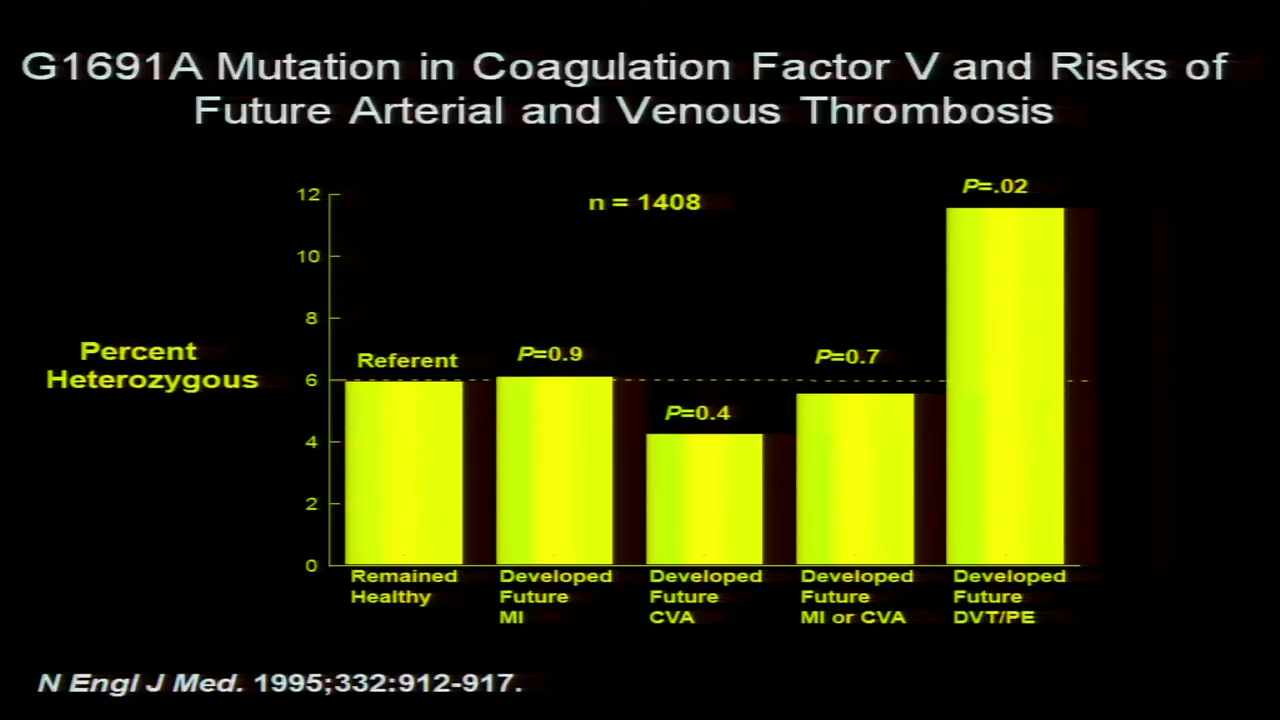 G1691A Mutation in Coagulation Factor V and Risks of
Future Arterial and Venous Thrombosis
n = 1408
P=.02
12
10
8
6
4
2
0
Percent
Heterozygous
Referent
P=0.9
P=0.4
P=0.7
Remained
Healthy
Developed
Future
MI
Developed
Future
CVA
Developed
Future
MI or CVA
Developed
Future
DVT/PE
N Engl J Med. 1995;332:912-917.